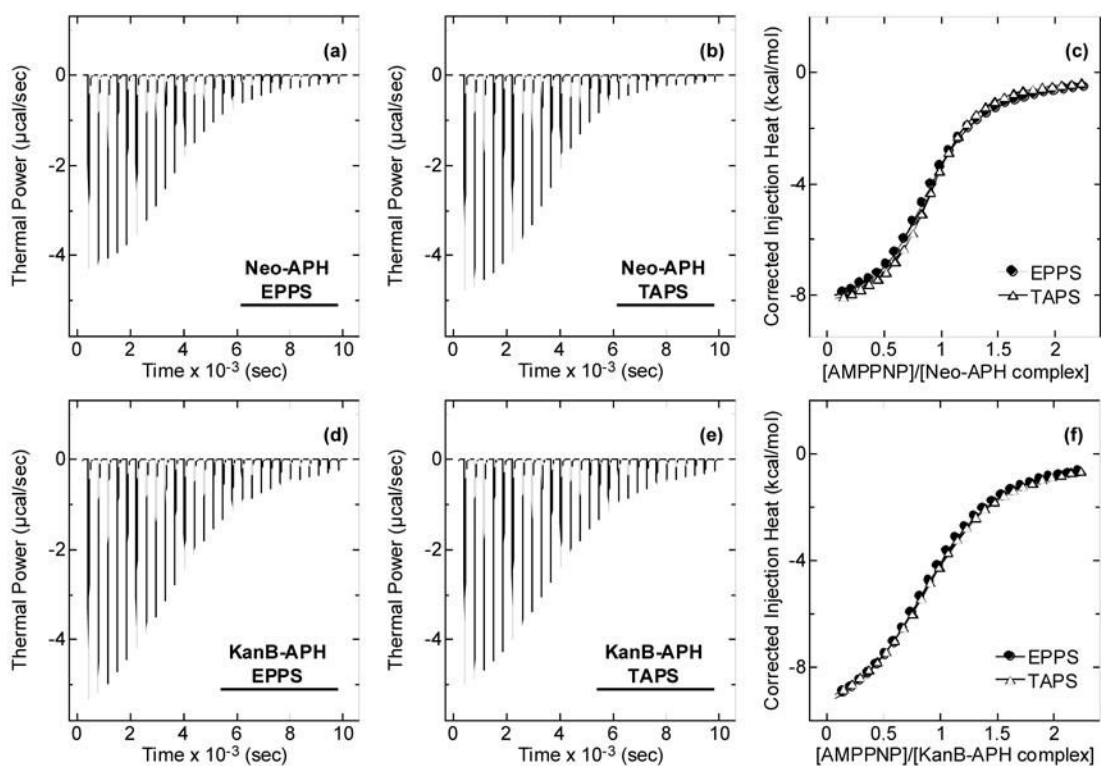 (a)
0
-2
-4
Thermal Power (µcal/sec)
Neo-APH
EPPS
0 2 4 6 8 10
Time x 10⁻³ (sec)
(b)
0
-2
-4
Thermal Power (µcal/sec)
Neo-APH
TAPS
0 2 4 6 8 10
Time x 10⁻³ (sec)
(c)
0
-4
-8
Corrected Injection Heat (kcal/mol)
EPPS
TAPS
0 0.5 1 1.5 2
[AMPPNP]/[Neo-APH complex]
(d)
0
-2
-4
Thermal Power (µcal/sec)
KanB-APH
EPPS
0 2 4 6 8 10
Time x 10⁻³ (sec)
(e)
0
-2
-4
Thermal Power (µcal/sec)
KanB-APH
TAPS
0 2 4 6 8 10
Time x 10⁻³ (sec)
(f)
0
-4
-8
Corrected Injection Heat (kcal/mol)
EPPS
TAPS
0 0.5 1 1.5 2
[AMPPNP]/[KanB-APH complex]